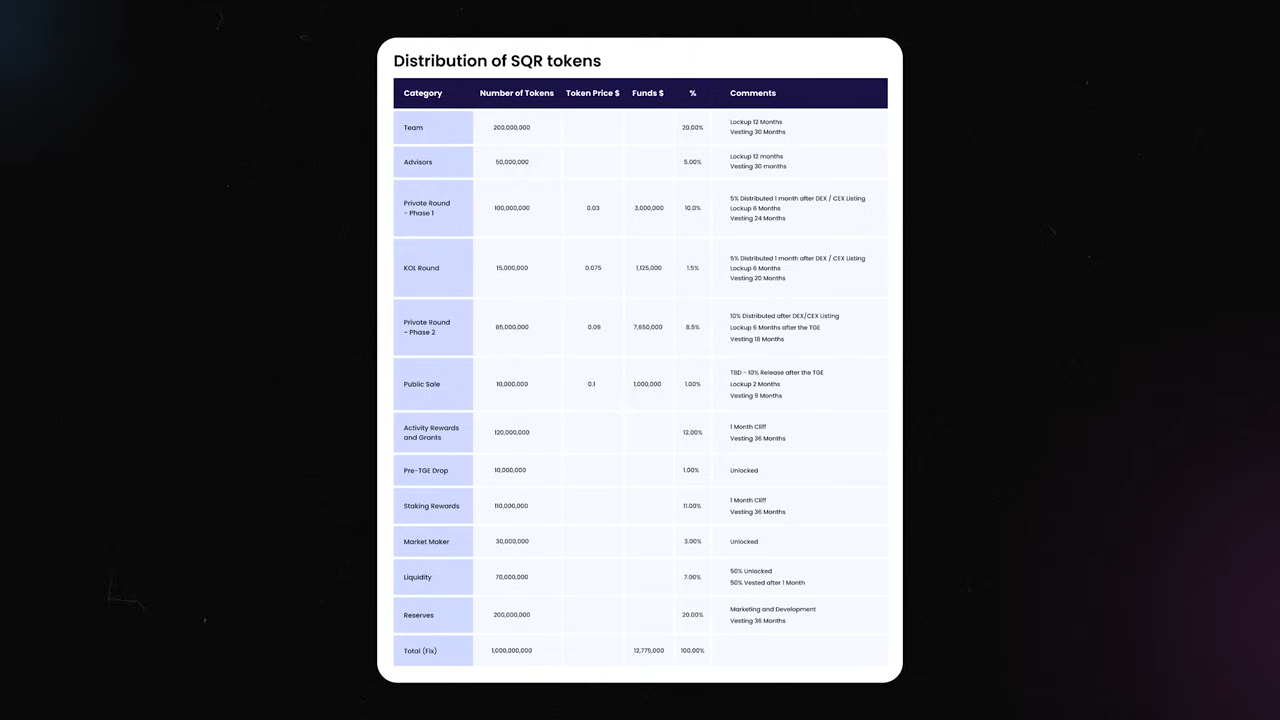 Distribution of SQR tokens
Category Number of Tokens Token Price $ Funds $ % Comments
Team 200,000,000 20.00% Lockup 12 Months
Vesting 30 Months
Advisors 50,000,000 5.00% Lockup 12 months
Vesting 30 months
Private Round
- Phase 1 100,000,000 0.03 3,000,000 10.0% 5% Distributed 1 month after DEX / CEX Listing
Lockup 6 Months
Vesting 24 Months
KOL Round 15,000,000 0.075 1,125,000 1.5% 5% Distributed 1 month after DEX / CEX Listing
Lockup 6 Months
Vesting 20 Months
Private Round
- Phase 2 85,000,000 0.09 7,650,000 8.5% 10% Distributed after DEX/CEX Listing
Lockup 6 Months after the TGE
Vesting 18 Months
Public Sale 10,000,000 0.1 1,000,000 1.00% TBD - 10% Release after the TGE
Lockup 2 Months
Vesting 9 Months
Activity Rewards
and Grants 120,000,000 12.00% 1 Month Cliff
Vesting 36 Months
Pre-TGE Drop 10,000,000 1.00% Unlocked
Staking Rewards 110,000,000 11.00% 1 Month Cliff
Vesting 36 Months
Market Maker 30,000,000 3.00% Unlocked
Liquidity 70,000,000 7.00% 50% Unlocked
50% Vested after 1 Month
Reserves 200,000,000 20.00% Marketing and Development
Vesting 36 Months
Total (Fix) 1,000,000,000 12,775,000 100.00%